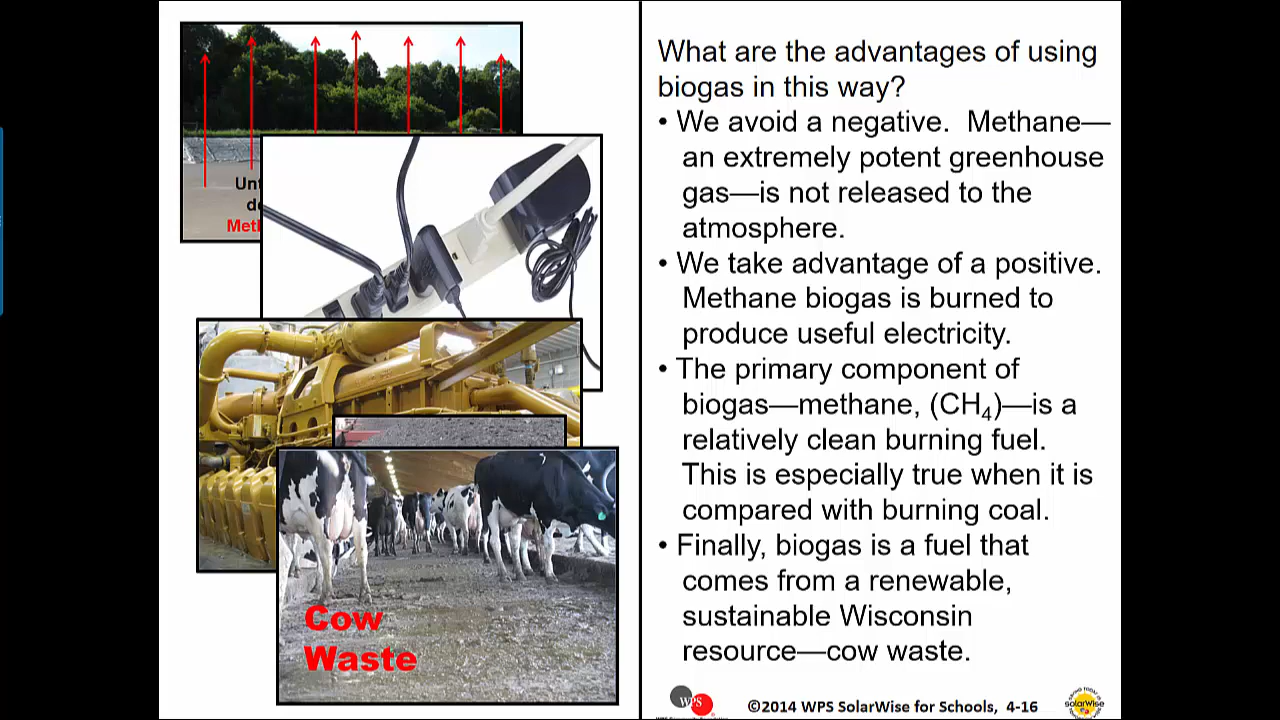 Meth
Cow
Waste
What are the advantages of using
biogas in this way?
• We avoid a negative.  Methane—
an extremely potent greenhouse
gas—is not released to the
atmosphere.
• We take advantage of a positive.
Methane biogas is burned to
produce useful electricity.
• The primary component of
biogas—methane, (CH₄)—is a
relatively clean burning fuel.
This is especially true when it is
compared with burning coal.
• Finally, biogas is a fuel that
comes from a renewable,
sustainable Wisconsin
resource—cow waste.
WPS
©2014 WPS SolarWise for Schools,  4-16
solarwise